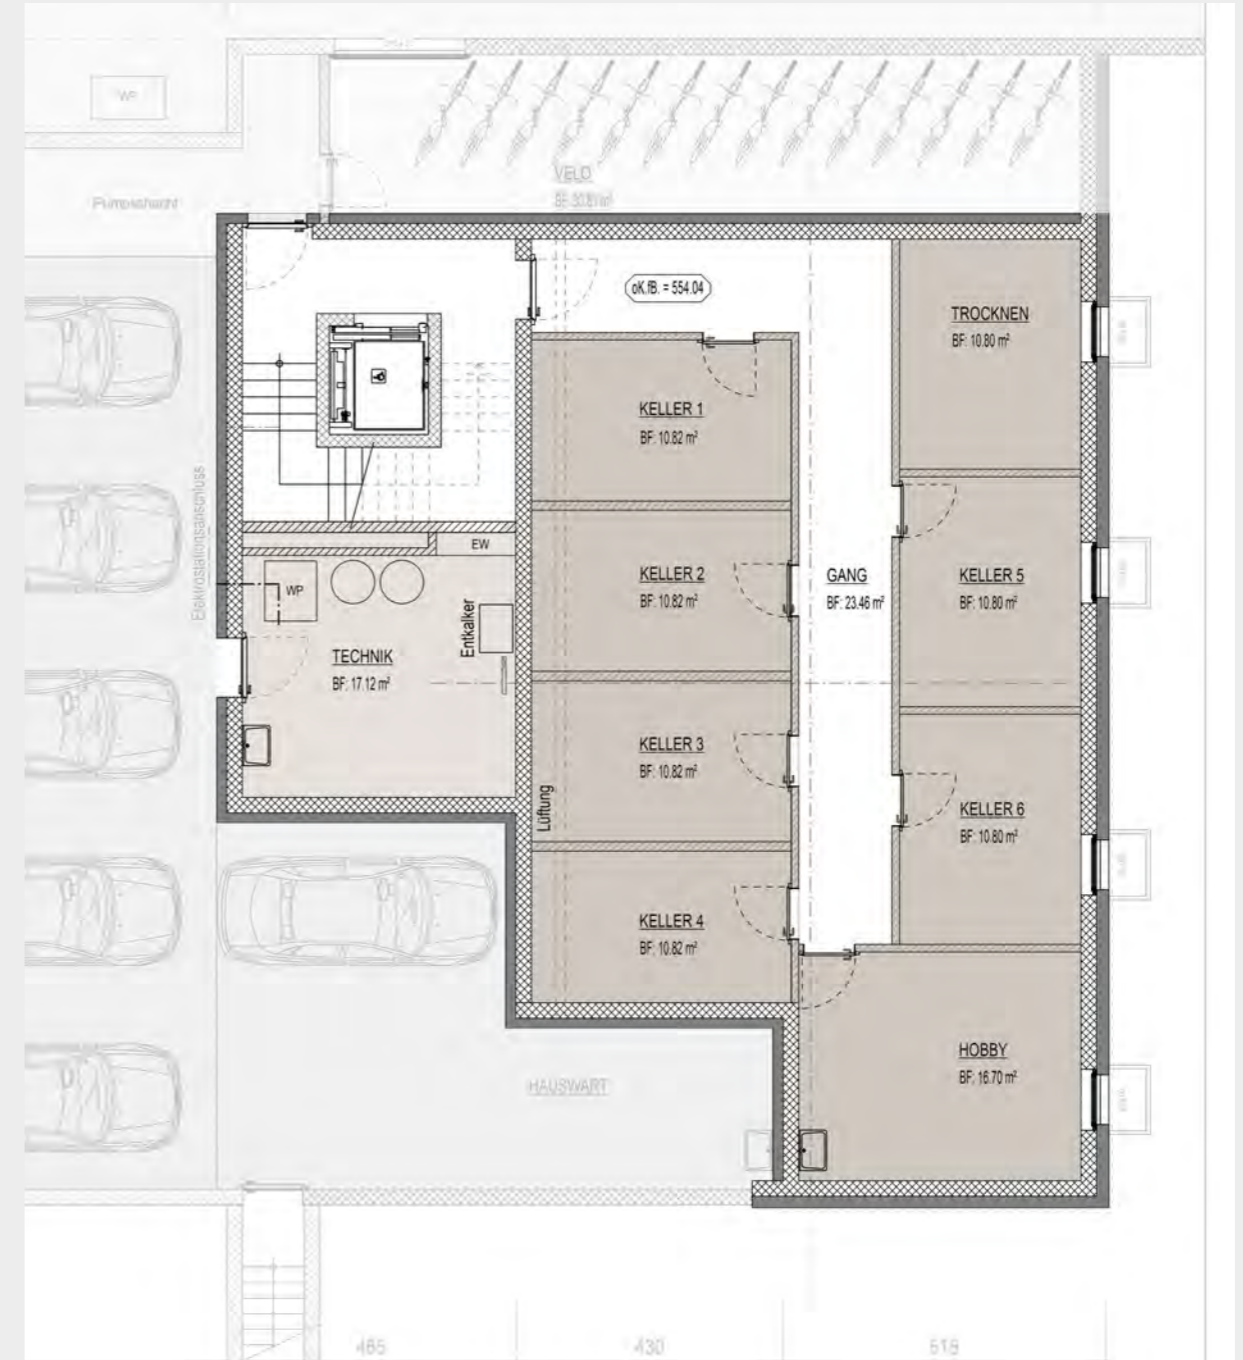 WP
Pumpschacht
VELO
oK.fB. = 554.04
TROCKNEN
BF: 10.80 m²
KELLER 1
BF: 10.82 m²
Elektrostationsanschluss
EW
WP
Entkalker
TECHNIK
BF: 17.12 m²
KELLER 2
BF: 10.82 m²
GANG
BF: 23.46 m²
KELLER 5
BF: 10.80 m²
KELLER 3
BF: 10.82 m²
Lüftung
KELLER 6
BF: 10.80 m²
KELLER 4
BF: 10.82 m²
HOBBY
BF: 16.70 m²
HAUSWART
465
430